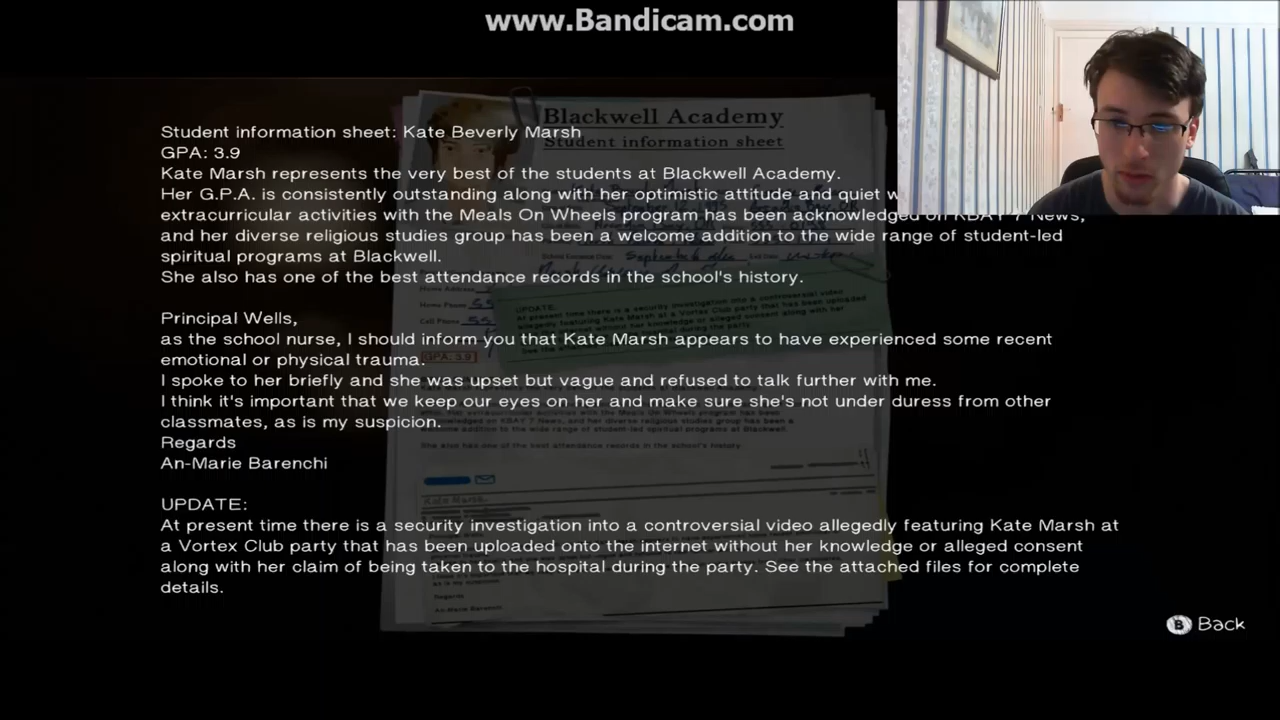 www.Bandicam.com
Blackwell Academy
Student information sheet
Student information sheet: Kate Beverly Marsh
GPA: 3.9
Kate Marsh represents the very best of the students at Blackwell Academy.
Her G.P.A. is consistently outstanding along with her optimistic attitude and quiet
extracurricular activities with the Meals On Wheels program has been acknowledged on KBAY 7 News,
and her diverse religious studies group has been a welcome addition to the wide range of student-led
spiritual programs at Blackwell.
She also has one of the best attendance records in the school's history.
Principal Wells,
as the school nurse, I should inform you that Kate Marsh appears to have experienced some recent
emotional or physical trauma.
I spoke to her briefly and she was upset but vague and refused to talk further with me.
I think it's important that we keep our eyes on her and make sure she's not under duress from other
classmates, as is my suspicion.
Regards
An-Marie Barenchi
UPDATE:
At present time there is a security investigation into a controversial video allegedly featuring Kate Marsh at
a Vortex Club party that has been uploaded onto the internet without her knowledge or alleged consent
along with her claim of being taken to the hospital during the party. See the attached files for complete
details.
B Back